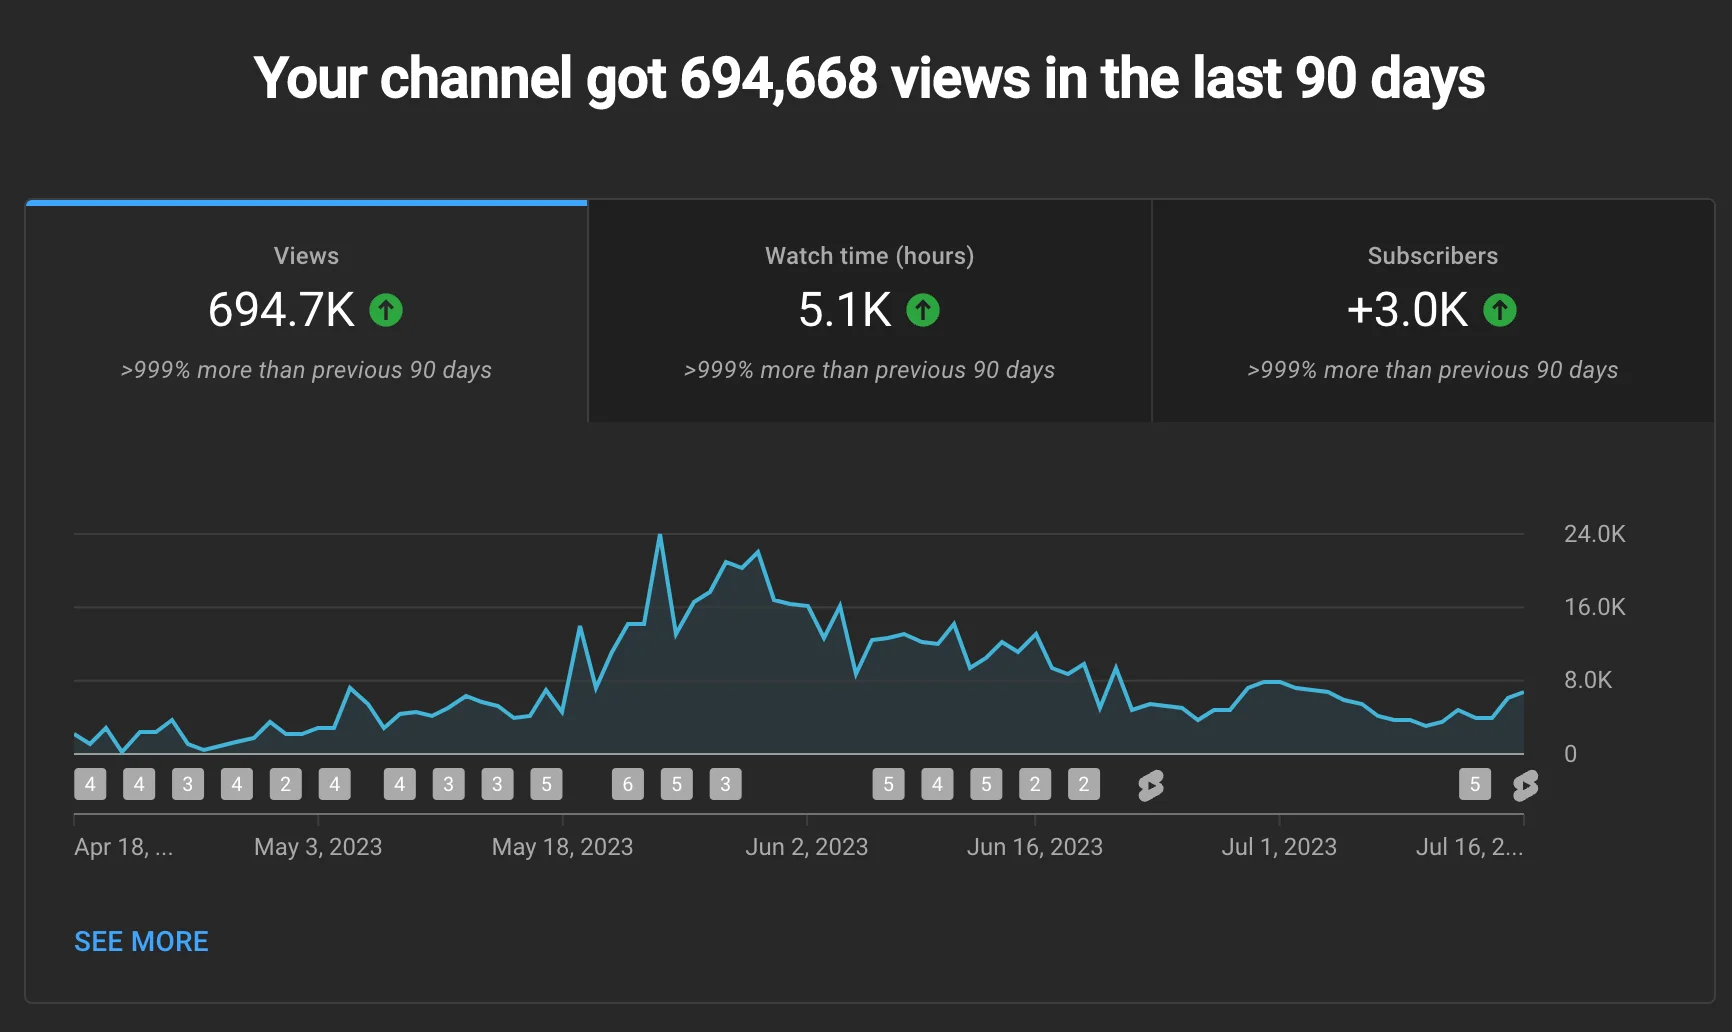 Your channel got 694,668 views in the last 90 days
Views
694.7K
>999% more than previous 90 days
Watch time (hours)
5.1K
>999% more than previous 90 days
Subscribers
+3.0K
>999% more than previous 90 days
24.0K
16.0K
8.0K
0
4 4 3 4 2 4 4 3 3 5 6 5 3 5 4 5 2 2 5
Apr 18, ... May 3, 2023 May 18, 2023 Jun 2, 2023 Jun 16, 2023 Jul 1, 2023 Jul 16, 2...
SEE MORE